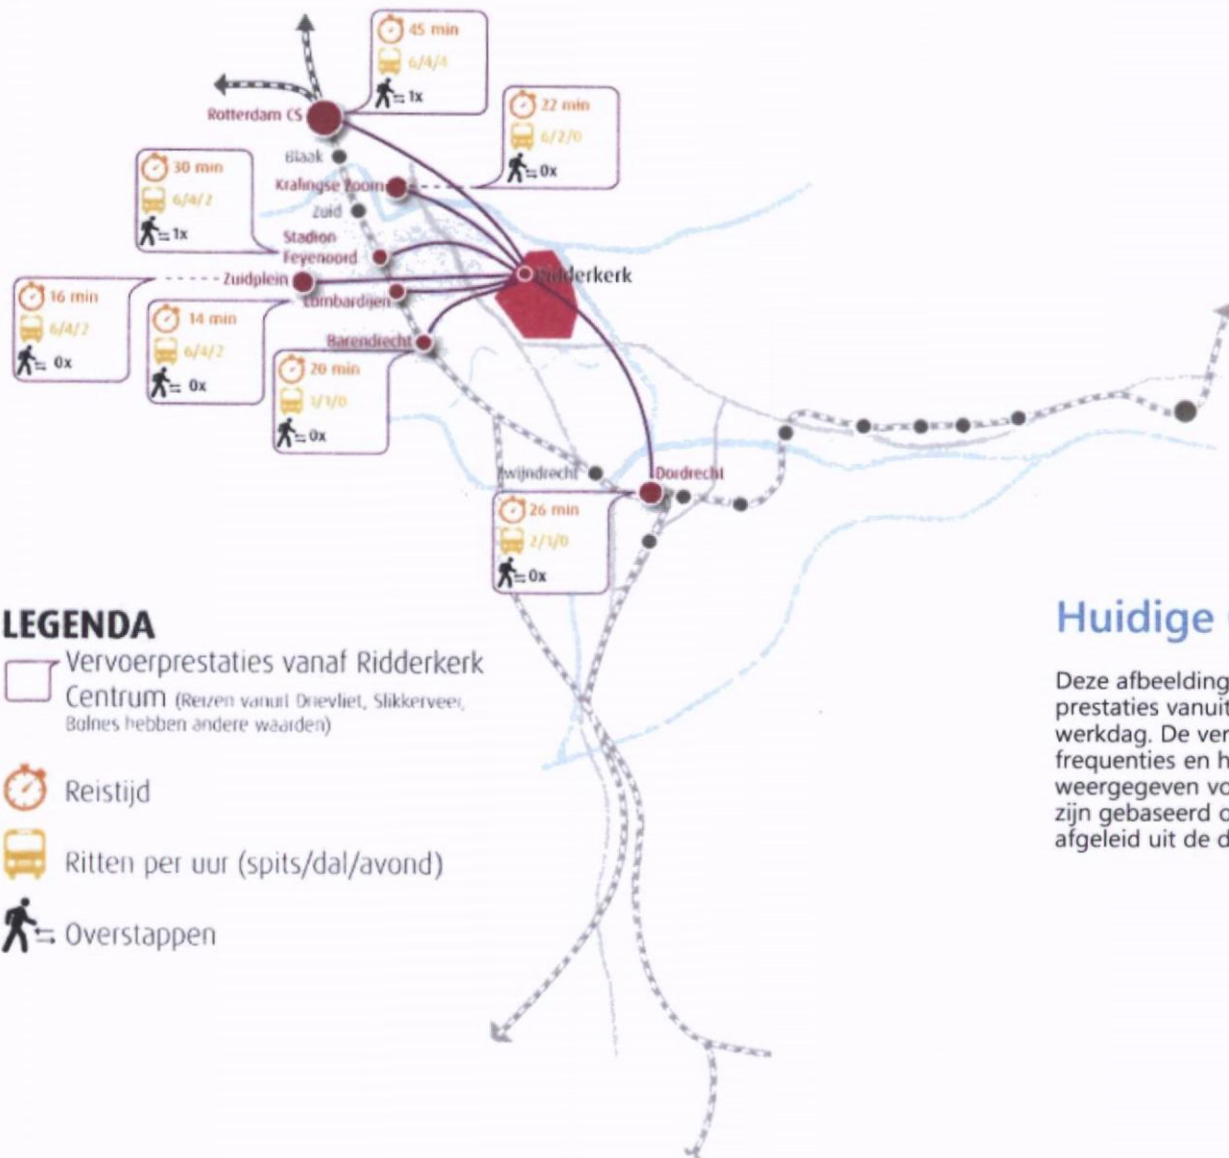 45 min
6/4/4
1x
Rotterdam CS
22 min
6/2/0
0x
Blaak
30 min
6/4/2
1x
Kralingse Zoom
Zuid
Stadion
Feyenoord
Ridderkerk
Zuidplein
16 min
6/4/2
0x
Lombardijen
14 min
6/4/2
0x
Barendrecht
20 min
1/1/0
0x
Zwijndrecht
Dordrecht
26 min
2/1/0
0x
LEGENDA
Vervoerprestaties vanaf Ridderkerk
Centrum (Reizen vanuit Drievliet, Slikkerveer,
Bolnes hebben andere waarden)
Reistijd
Ritten per uur (spits/dal/avond)
Overstappen
Huidige
Deze afbeelding
prestaties vanuit
werkdag. De ver
frequenties en h
weergegeven vo
zijn gebaseerd o
afgeleid uit de d